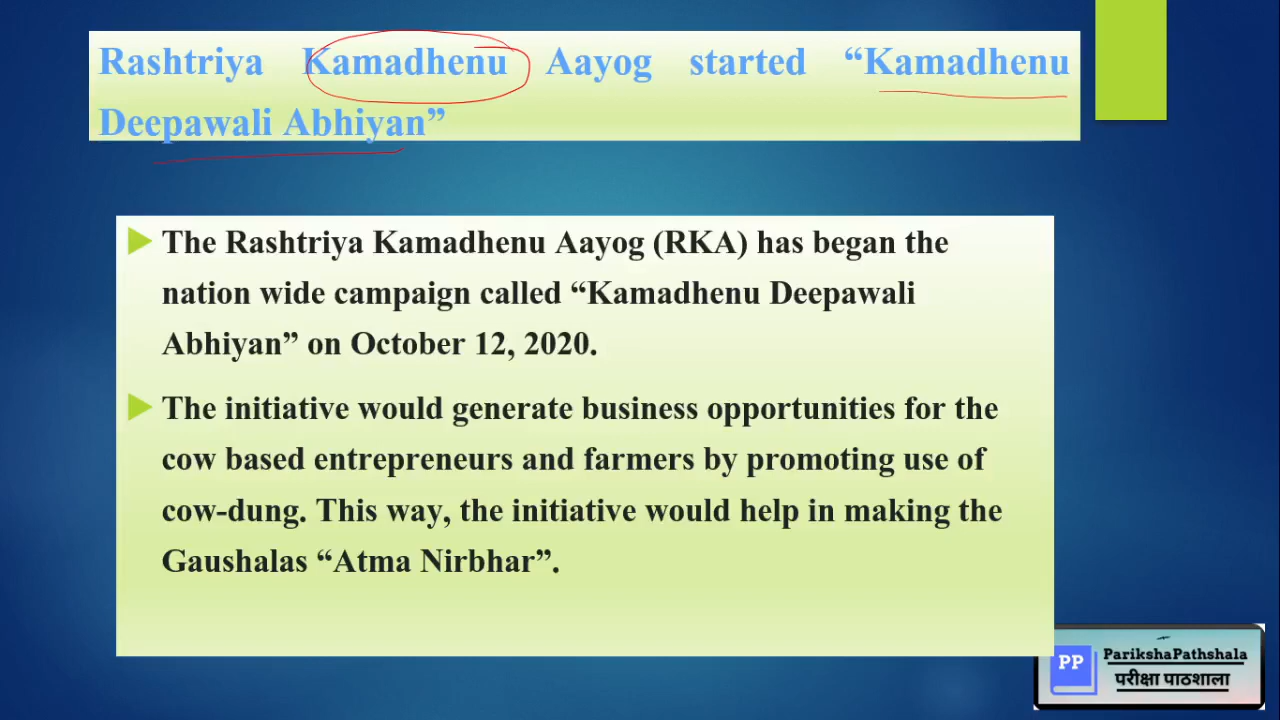 Rashtriya Kamadhenu Aayog started “Kamadhenu
Deepawali Abhiyan”
The Rashtriya Kamadhenu Aayog (RKA) has began the
nation wide campaign called “Kamadhenu Deepawali
Abhiyan” on October 12, 2020.
The initiative would generate business opportunities for the
cow based entrepreneurs and farmers by promoting use of
cow-dung. This way, the initiative would help in making the
Gaushalas “Atma Nirbhar”.
PP
ParikshaPathshala
परीक्षा पाठशाला